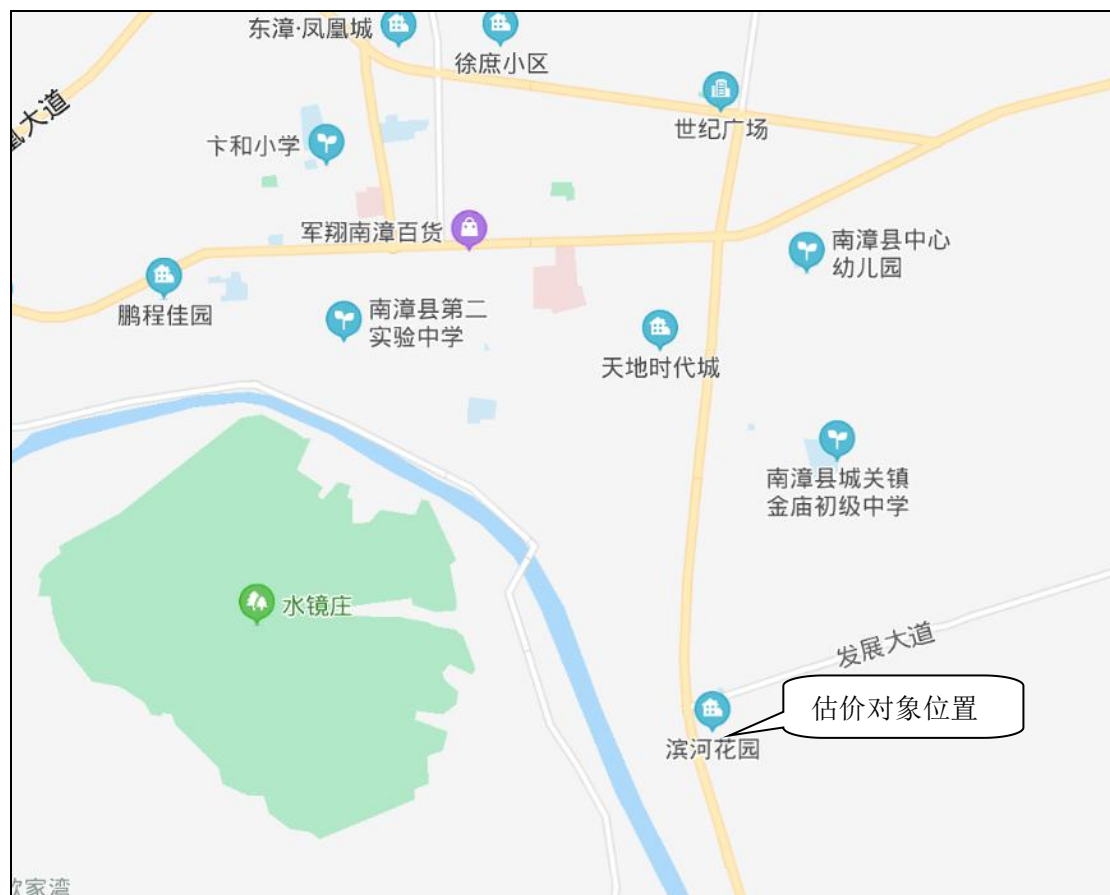 东漳·凤凰城
徐庶小区
凰大道
世纪广场
卞和小学
军翔南漳百货
南漳县中心
幼儿园
鹏程佳园
南漳县第二
实验中学
天地时代城
南漳县城关镇
金庙初级中学
水镜庄
发展大道
估价对象位置
滨河花园
家湾